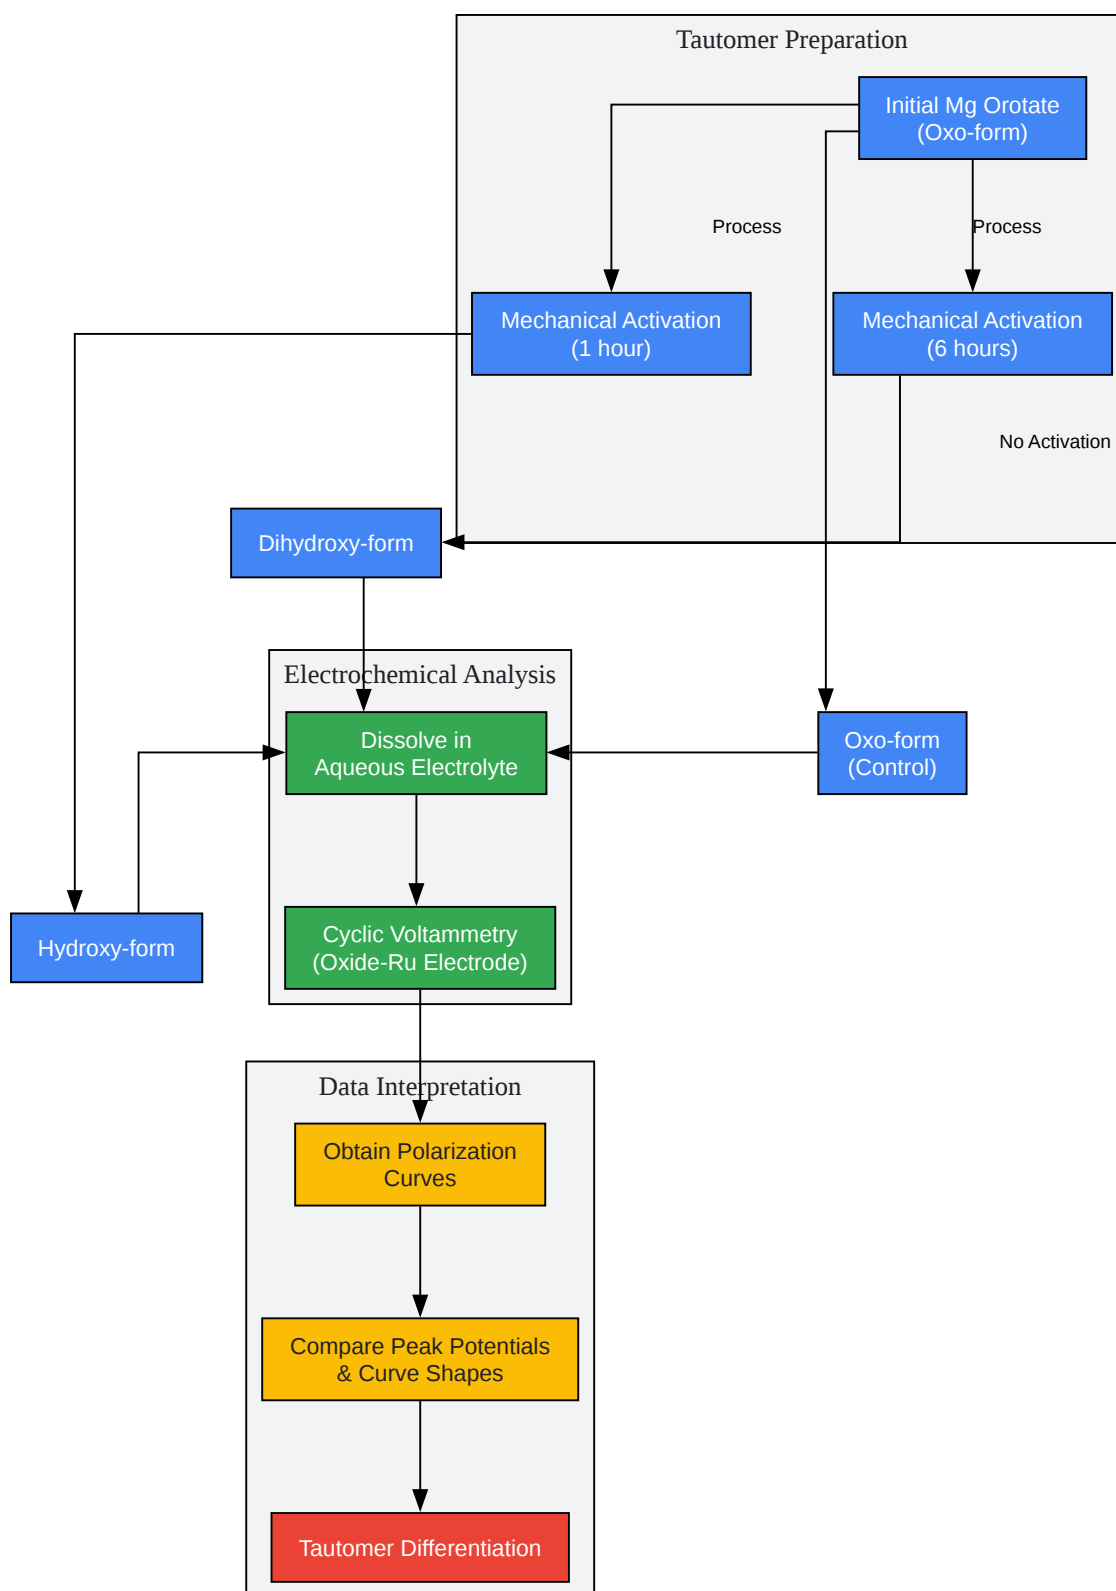 Tautomer Preparation
Initial Mg Orotate
(Oxo-form)
Process
Process
Mechanical Activation
(1 hour)
Mechanical Activation
(6 hours)
No Activation
Dihydroxy-form
Electrochemical Analysis
Dissolve in
Aqueous Electrolyte
Oxo-form
(Control)
Hydroxy-form
Cyclic Voltammetry
(Oxide-Ru Electrode)
Data Interpretation
Obtain Polarization
Curves
Compare Peak Potentials
& Curve Shapes
Tautomer Differentiation